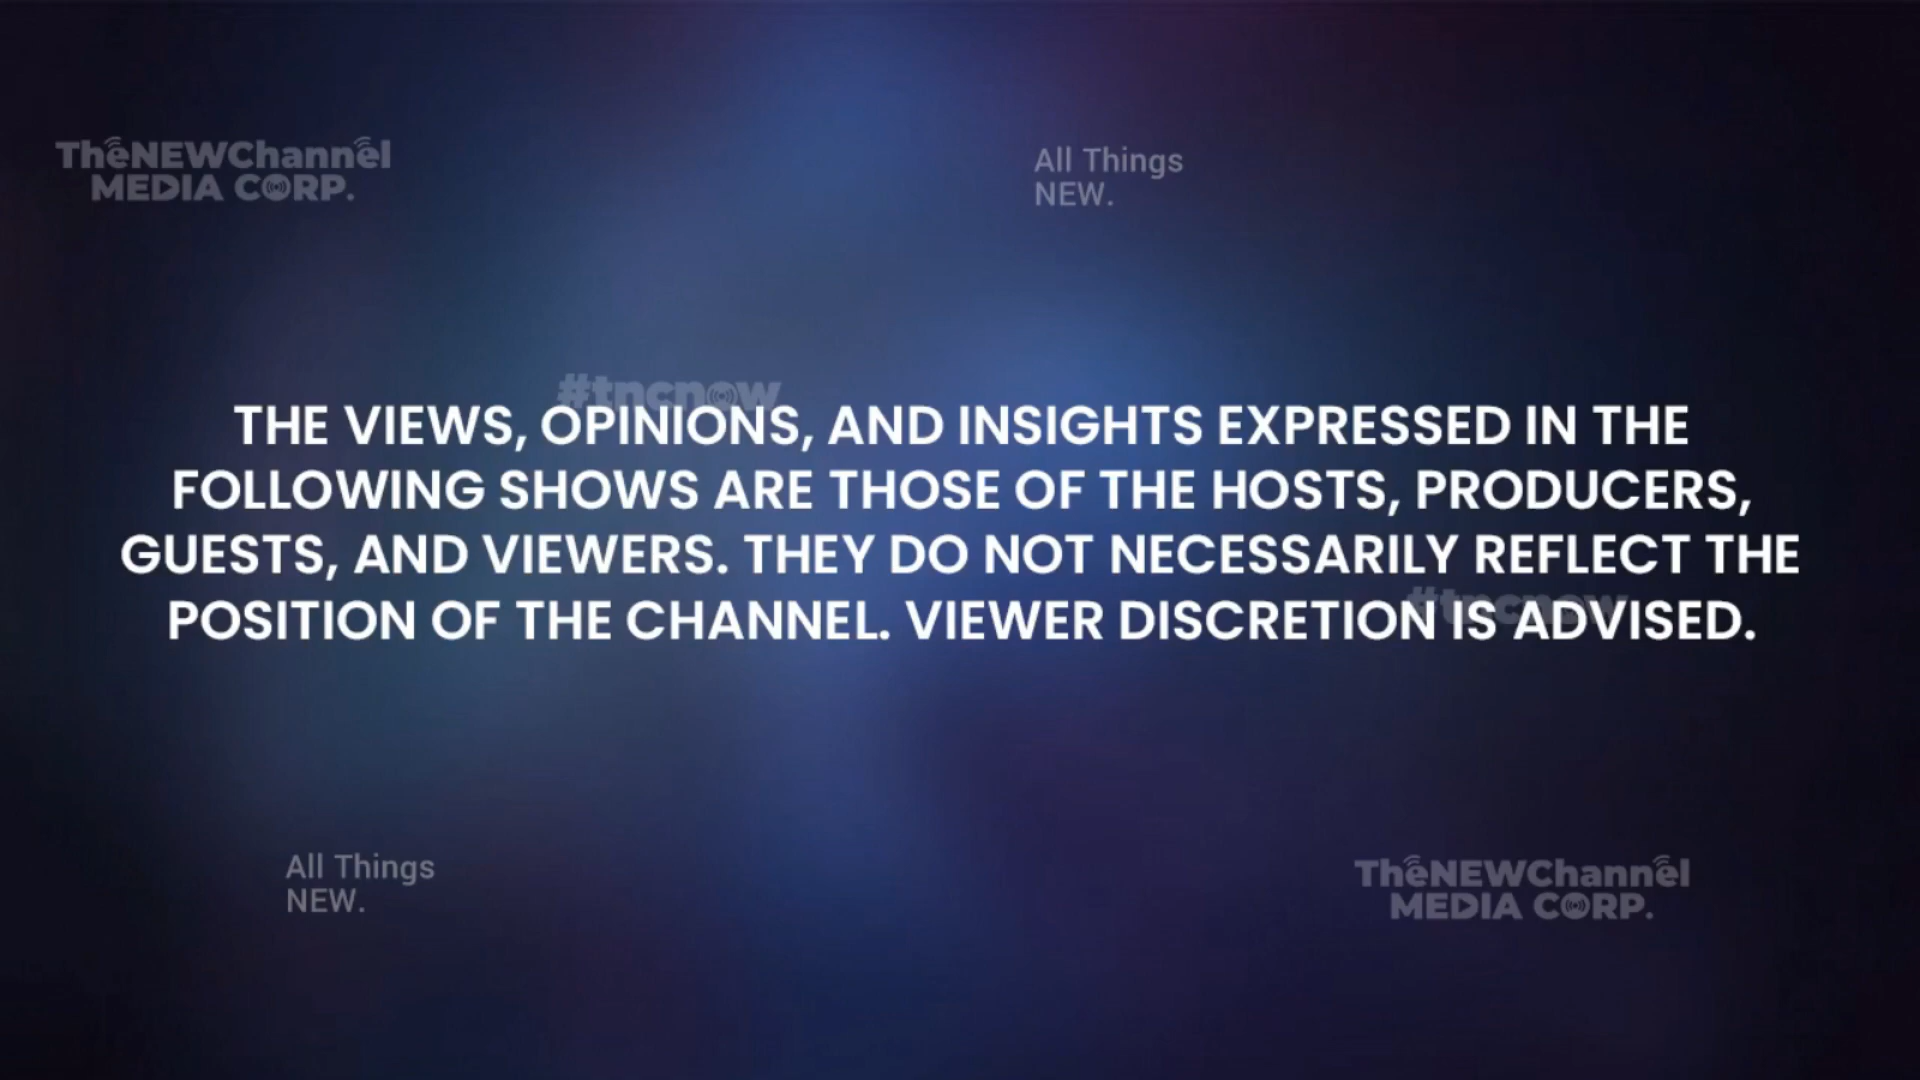 TheNEWChannel
MEDIA CORP.
All Things
NEW.
#tncnow
THE VIEWS, OPINIONS, AND INSIGHTS EXPRESSED IN THE
FOLLOWING SHOWS ARE THOSE OF THE HOSTS, PRODUCERS,
GUESTS, AND VIEWERS. THEY DO NOT NECESSARILY REFLECT THE
POSITION OF THE CHANNEL. VIEWER DISCRETION IS ADVISED.
#tncnow
All Things
NEW.
TheNEWChannel
MEDIA CORP.